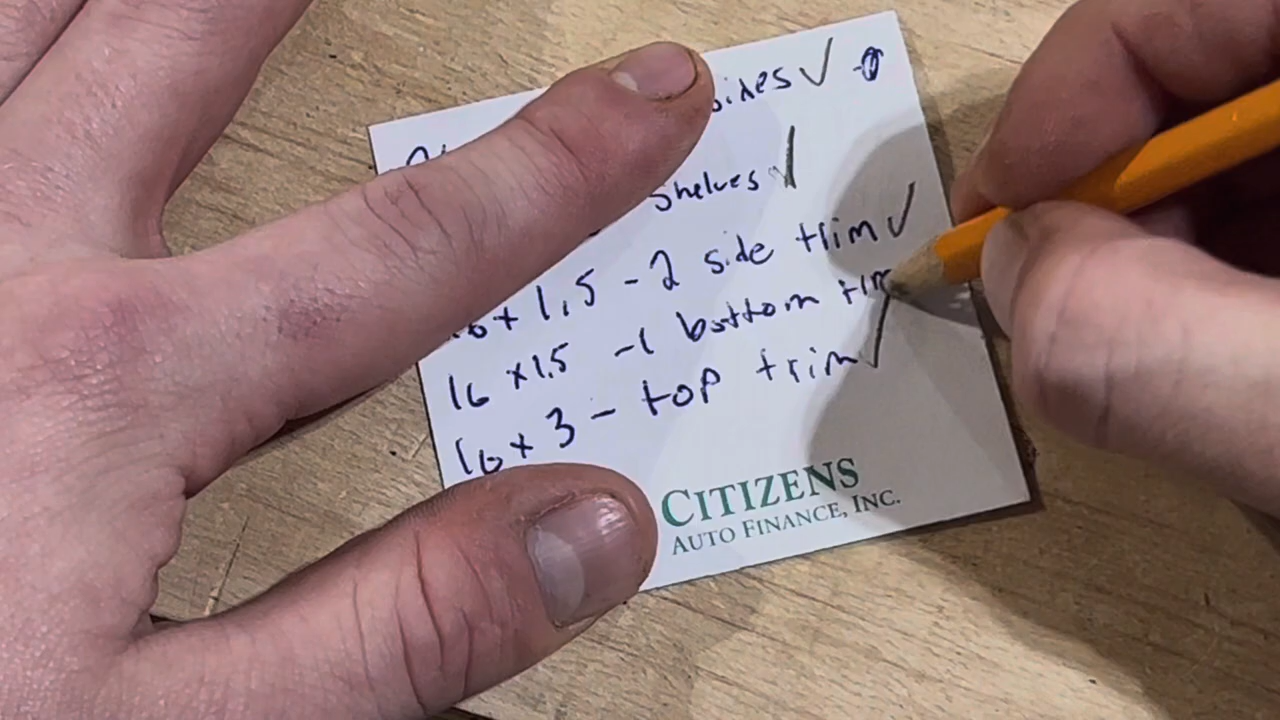 sides
shelves
x 1.5 - 2 side trim
16 x 1.5 - 1 bottom trim
16 x 3 - top trim
CITIZENS
AUTO FINANCE, INC.